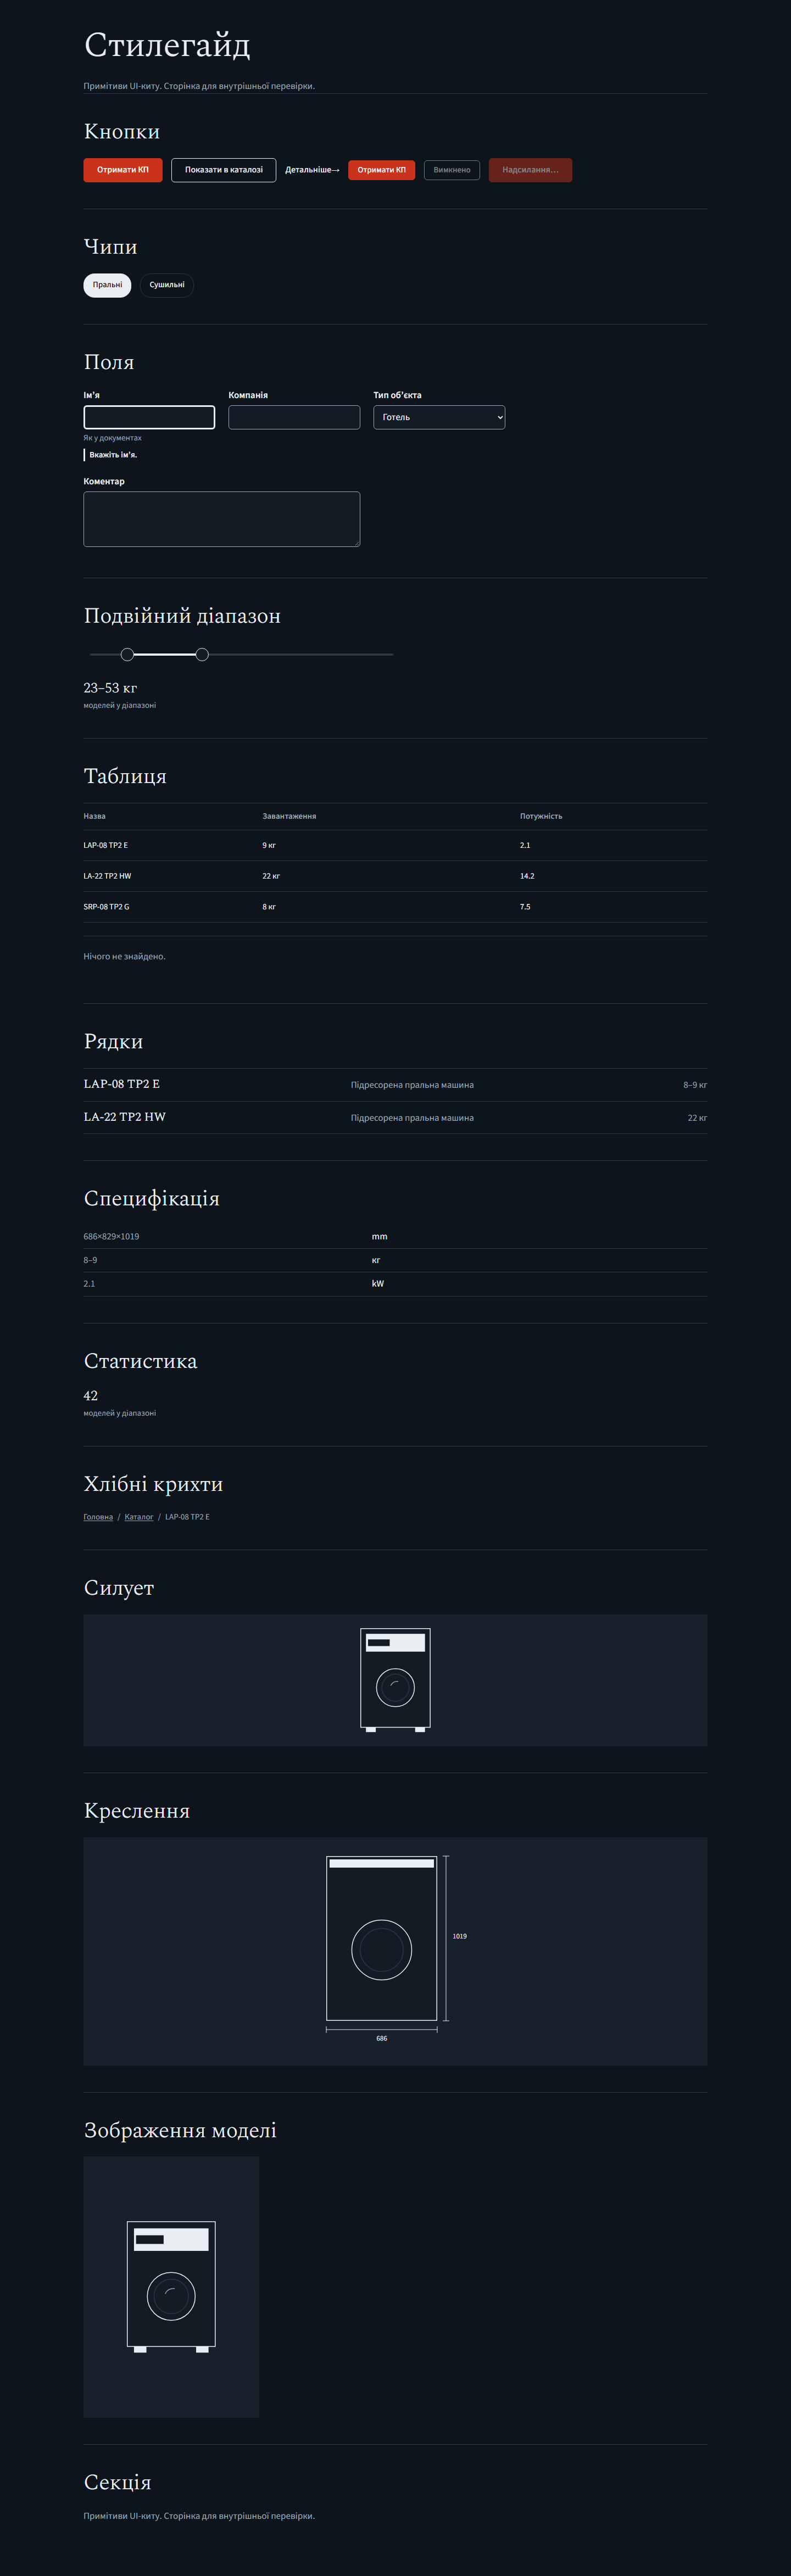 Стилегайд
Примітиви UI-киту. Сторінка для внутрішньої перевірки.
Кнопки
Отримати КП Показати в каталозі Детальніше→ Отримати КП Вимкнено Надсилання…
Чипи
Пральні Сушильні
Поля
Ім'я Компанія Тип об'єкта
Готель
Як у документах
Вкажіть ім'я.
Коментар
Подвійний діапазон
23–53 кг
моделей у діапазоні
Таблиця
Назва Завантаження Потужність
LAP-08 TP2 E 9 кг 2.1
LA-22 TP2 HW 22 кг 14.2
SRP-08 TP2 G 8 кг 7.5
Нічого не знайдено.
Рядки
LAP-08 TP2 E Підресорена пральна машина 8–9 кг
LA-22 TP2 HW Підресорена пральна машина 22 кг
Специфікація
686×829×1019 mm
8–9 кг
2.1 kW
Статистика
42
моделей у діапазоні
Хлібні крихти
Головна / Каталог / LAP-08 TP2 E
Силует
Креслення
1019
686
Зображення моделі
Секція
Примітиви UI-киту. Сторінка для внутрішньої перевірки.